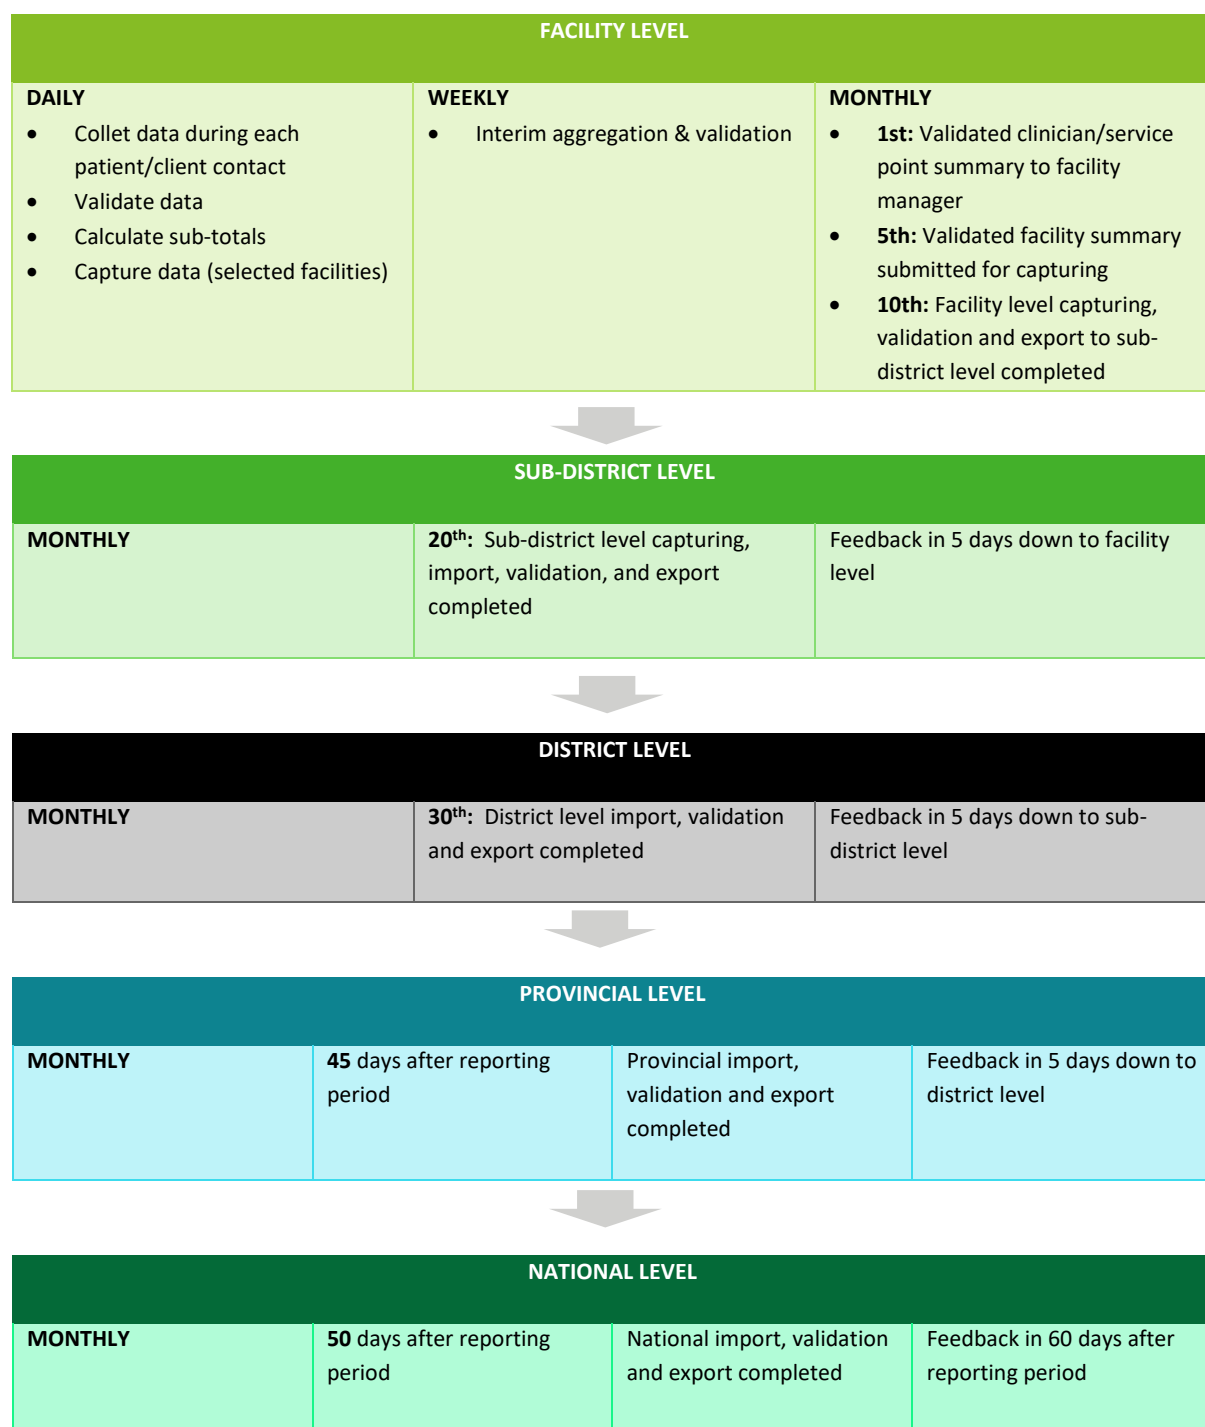 FACILITY LEVEL
DAILY
• Collet data during each
patient/client contact
• Validate data
• Calculate sub-totals
• Capture data (selected facilities)
WEEKLY
• Interim aggregation & validation
MONTHLY
• 1st: Validated clinician/service
point summary to facility
manager
• 5th: Validated facility summary
submitted for capturing
• 10th: Facility level capturing,
validation and export to sub-
district level completed
SUB-DISTRICT LEVEL
MONTHLY
20th: Sub-district level capturing,
import, validation, and export
completed
Feedback in 5 days down to facility
level
DISTRICT LEVEL
MONTHLY
30th: District level import, validation
and export completed
Feedback in 5 days down to sub-
district level
PROVINCIAL LEVEL
MONTHLY
45 days after reporting
period
Provincial import,
validation and export
completed
Feedback in 5 days down to
district level
NATIONAL LEVEL
MONTHLY
50 days after reporting
period
National import, validation
and export completed
Feedback in 60 days after
reporting period